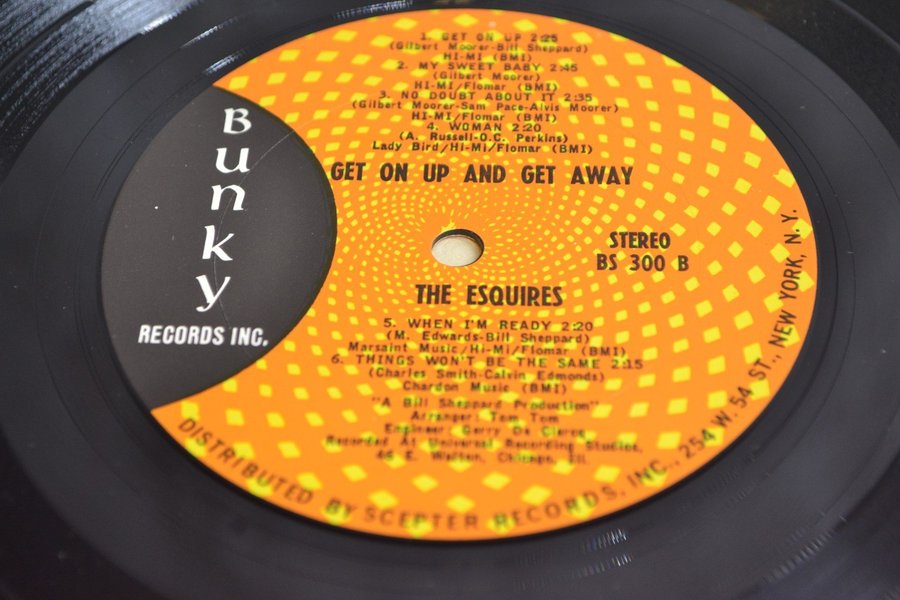 Bunky
RECORDS INC.
1. GET ON UP 2:25
(Gilbert Moorer-Bill Sheppard)
HI-MI (BMI)
2. MY SWEET BABY 2:45
(Gilbert Moorer)
HI-MI/Flomar (BMI)
3. NO DOUBT ABOUT IT 2:35
(Gilbert Moorer-Sam Pace-Alvis Moorer)
HI-MI/Flomar (BMI)
4. WOMAN 2:20
(A. Russell-O.C. Perkins)
Lady Bird/Hi-Mi/Flomar (BMI)
GET ON UP AND GET AWAY
STEREO
BS 300 B
THE ESQUIRES
5. WHEN I'M READY 2:20
(M. Edwards-Bill Sheppard)
Marsaint Music/Hi-Mi/Flomar (BMI)
6. THINGS WON'T BE THE SAME 2:15
(Charles Smith-Calvin Edmonds)
Chardon Music (BMI)
"A Bill Sheppard Production"
Arranger: Tom Tom
Engineer: Gerry De Clerce
Recorded At Universal Recording Studios,
46 E. Walton, Chicago, Ill.
DISTRIBUTED BY SCEPTER RECORDS, INC., 254 W. 54 ST., NEW YORK, N.Y.